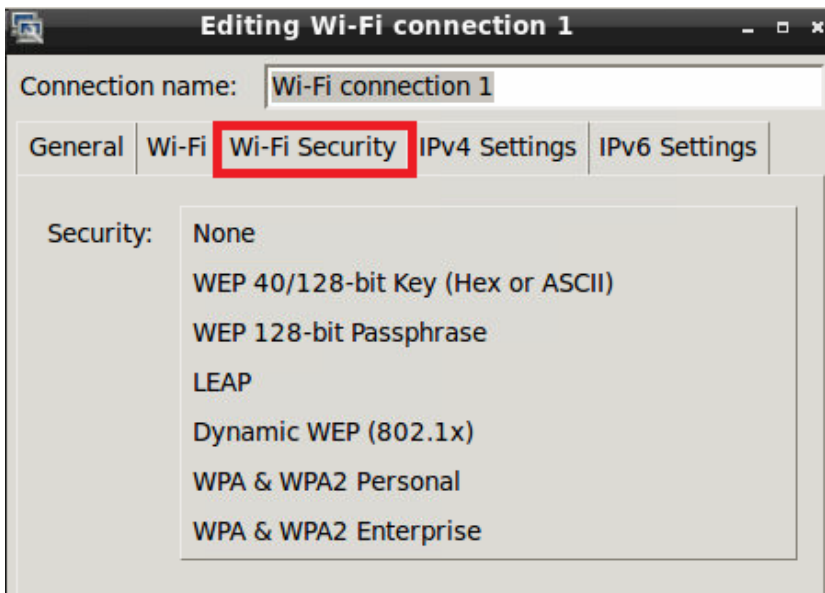 Editing Wi-Fi connection 1
Connection name: Wi-Fi connection 1
General Wi-Fi Wi-Fi Security IPv4 Settings IPv6 Settings
Security: None
WEP 40/128-bit Key (Hex or ASCII)
WEP 128-bit Passphrase
LEAP
Dynamic WEP (802.1x)
WPA & WPA2 Personal
WPA & WPA2 Enterprise